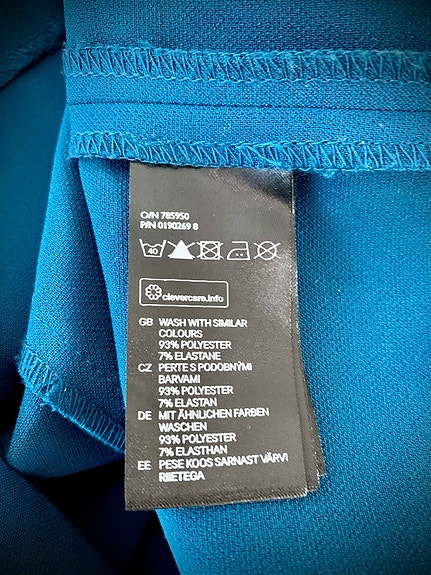 O/N 785950
P/N 0190269 8
40
clevercare.info
GB WASH WITH SIMILAR
COLOURS
93% POLYESTER
7% ELASTANE
CZ PERTE S PODOBNÝMI
BARVAMI
93% POLYESTER
7% ELASTAN
DE MIT ÄHNLICHEN FARBEN
WASCHEN
93% POLYESTER
7% ELASTHAN
EE PESE KOOS SARNAST VÄRVI
RIIETEGA